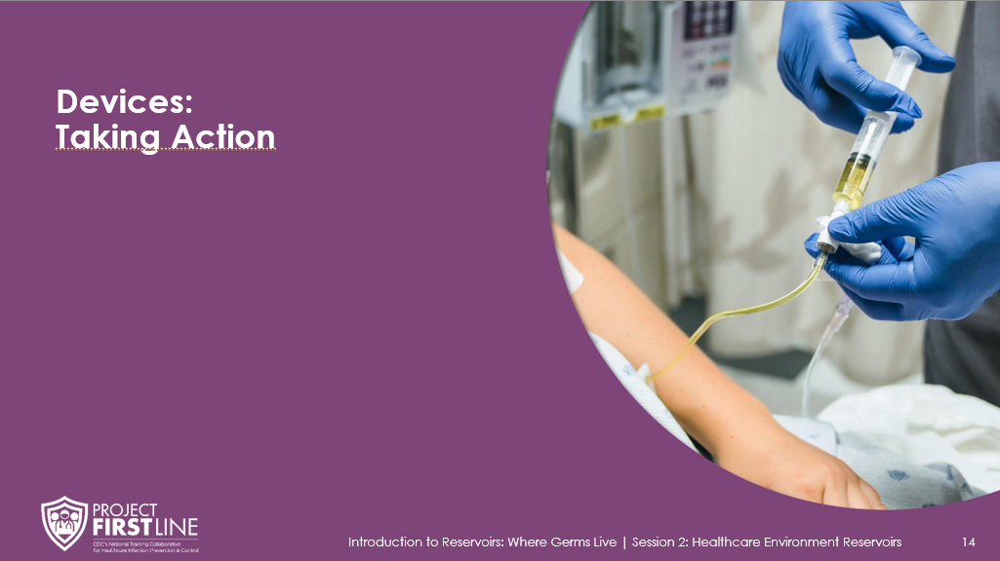 Devices:
Taking Action
PROJECT
FIRSTLINE
CDC's National Training Collaborative
for Healthcare Infection Prevention & Control
Introduction to Reservoirs: Where Germs Live | Session 2: Healthcare Environment Reservoirs
14